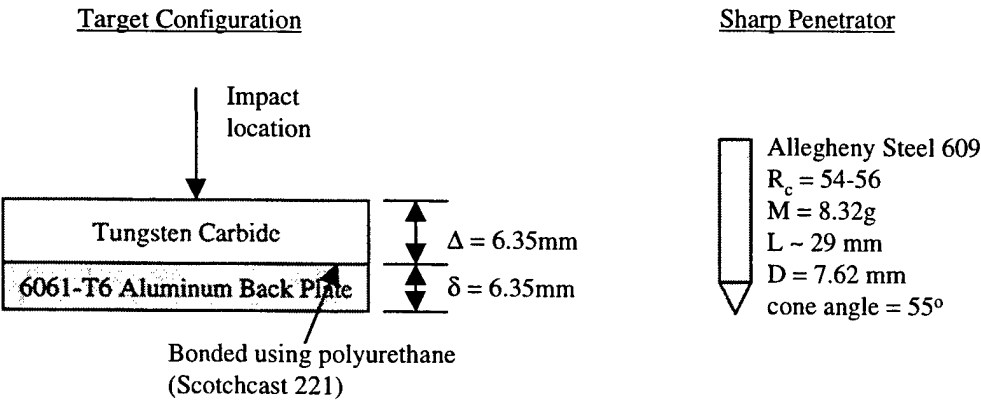 Target Configuration
Impact
location
Tungsten Carbide
6061-T6 Aluminum Back Plate
Δ = 6.35mm
δ = 6.35mm
Bonded using polyurethane
(Scotchcast 221)
Sharp Penetrator
Allegheny Steel 609
R_c = 54-56
M = 8.32g
L ~ 29 mm
D = 7.62 mm
cone angle = 55°